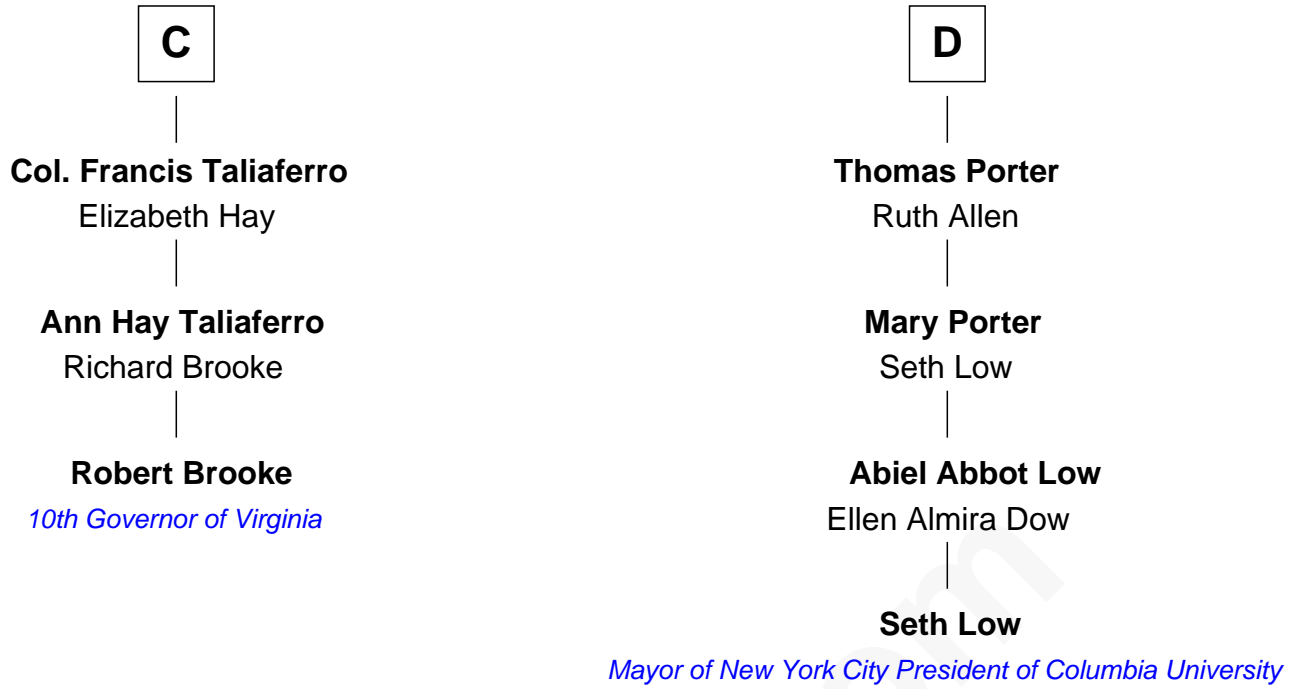 C
Col. Francis Taliaferro
Elizabeth Hay
Ann Hay Taliaferro
Richard Brooke
Robert Brooke
10th Governor of Virginia
D
Thomas Porter
Ruth Allen
Mary Porter
Seth Low
Abiel Abbot Low
Ellen Almira Dow
Seth Low
Mayor of New York City President of Columbia University